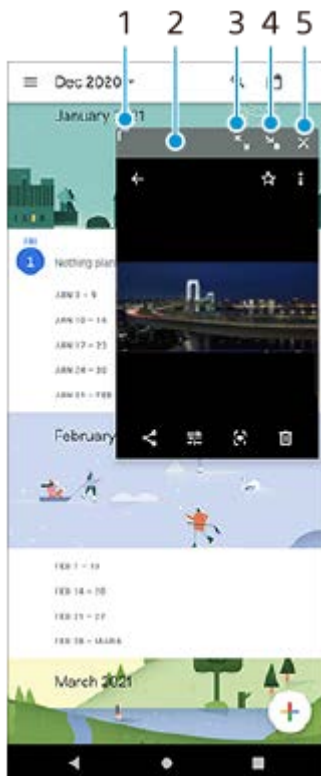 1 2 3 4 5
Dec 2020
January 2021
FRI
1 Nothing plan
JAN 3 – 9
JAN 10 – 16
JAN 17 – 23
JAN 24 – 30
JAN 31 – FEB
February
FEB 7 – 13
FEB 14 – 20
FEB 21 – 27
FEB 28 – MAR 6
March 2021